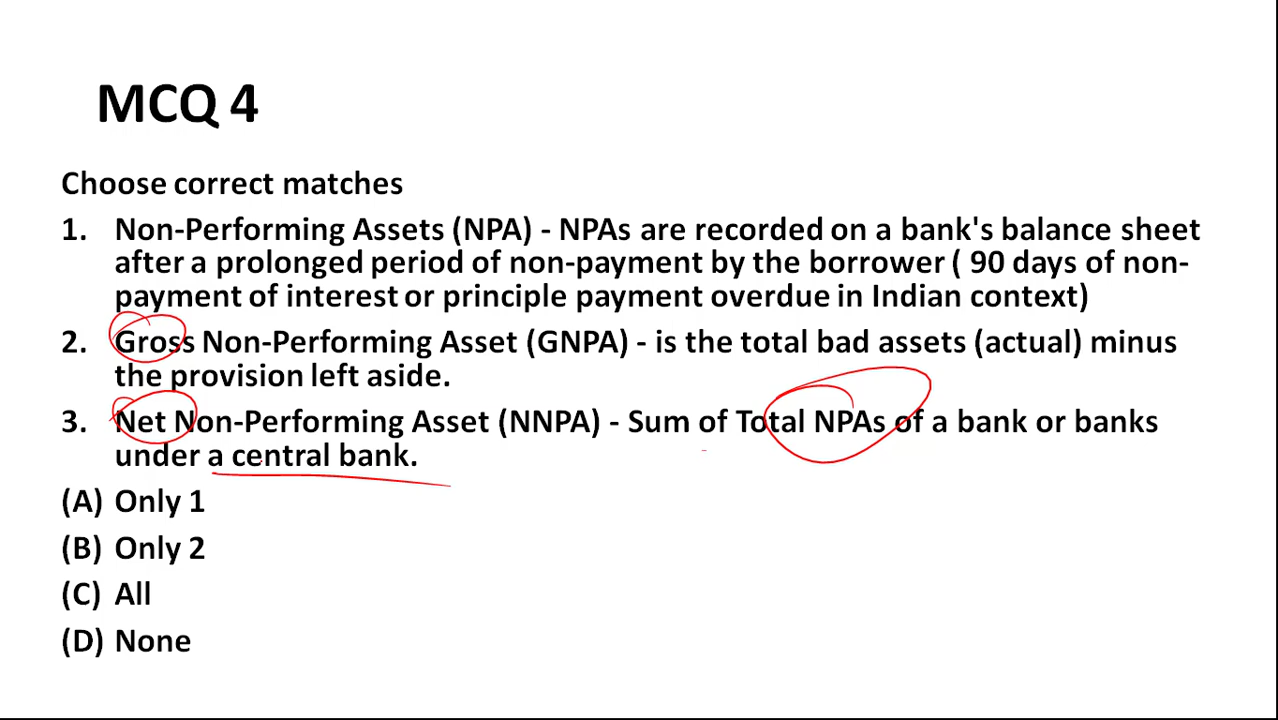 MCQ 4
Choose correct matches
1. Non-Performing Assets (NPA) - NPAs are recorded on a bank's balance sheet
after a prolonged period of non-payment by the borrower ( 90 days of non-
payment of interest or principle payment overdue in Indian context)
2. Gross Non-Performing Asset (GNPA) - is the total bad assets (actual) minus
the provision left aside.
3. Net Non-Performing Asset (NNPA) - Sum of Total NPAs of a bank or banks
under a central bank.
(A) Only 1
(B) Only 2
(C) All
(D) None